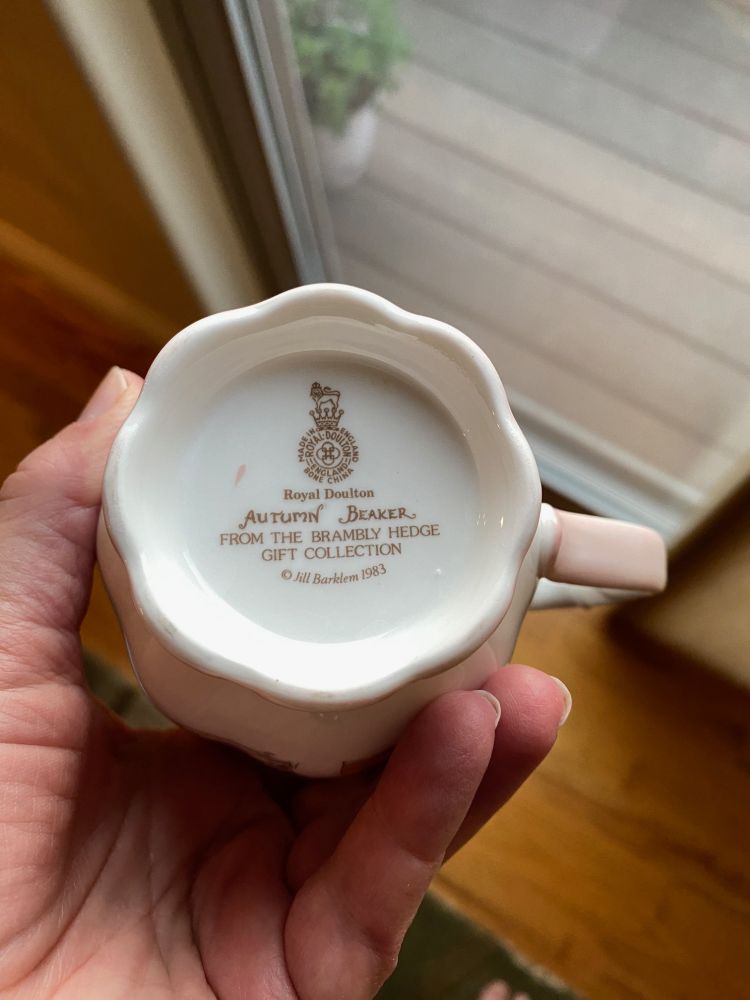 MADE IN ENGLAND
ROYAL·DOULTON
ENGLAND
BONE CHINA
Royal Doulton
AUTUMN BEAKER
FROM THE BRAMBLY HEDGE
GIFT COLLECTION
© Jill Barklem 1983